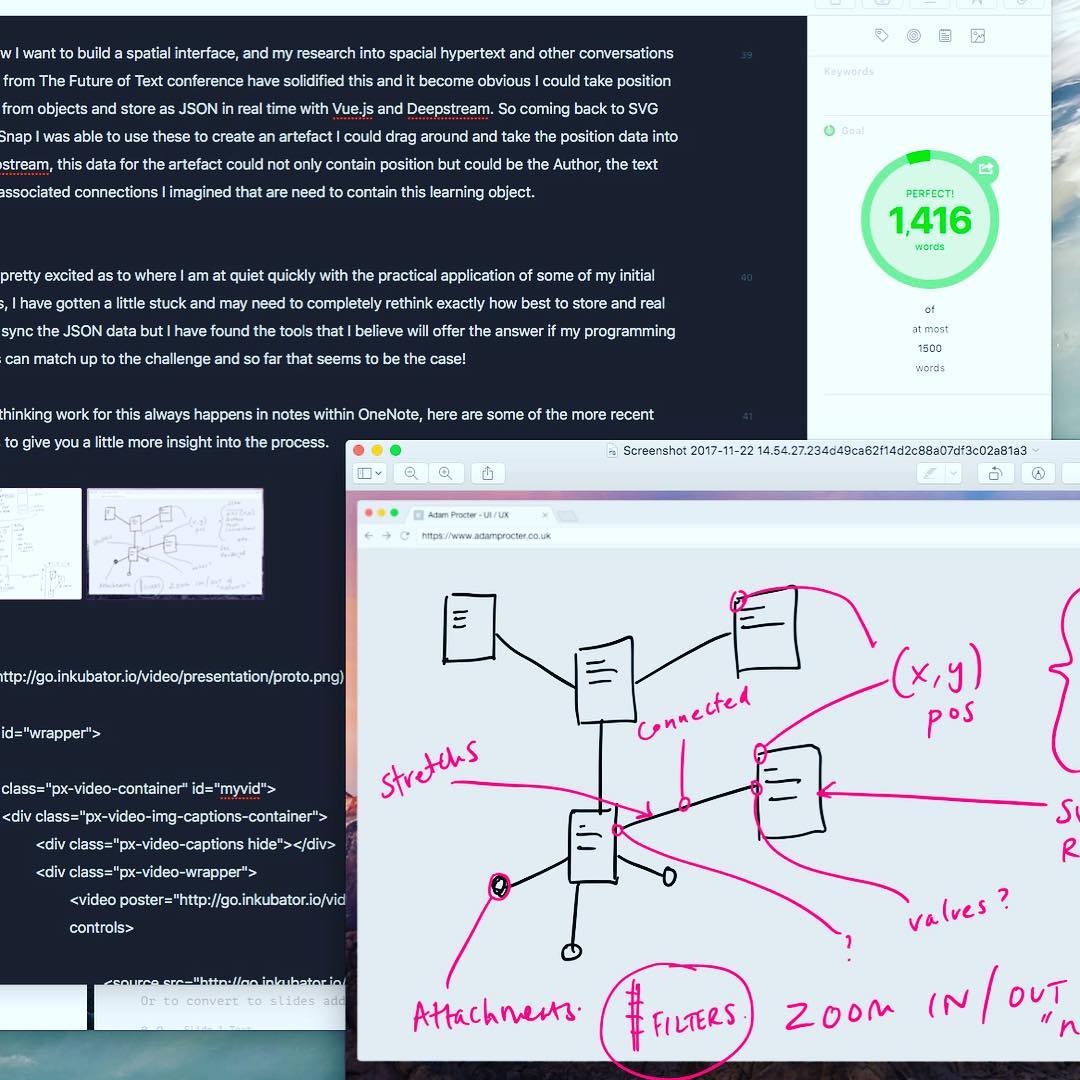 w I want to build a spatial interface, and my research into spacial hypertext and other conversations
39
from The Future of Text conference have solidified this and it become obvious I could take position
from objects and store as JSON in real time with Vue.js and Deepstream. So coming back to SVG
Snap I was able to use these to create an artefact I could drag around and take the position data into
pstream, this data for the artefact could not only contain position but could be the Author, the text
associated connections I imagined that are need to contain this learning object.
pretty excited as to where I am at quiet quickly with the practical application of some of my initial
40
s, I have gotten a little stuck and may need to completely rethink exactly how best to store and real
sync the JSON data but I have found the tools that I believe will offer the answer if my programming
s can match up to the challenge and so far that seems to be the case!
thinking work for this always happens in notes within OneNote, here are some of the more recent
41
to give you a little more insight into the process.
Keywords
Goal
PERFECT!
1,416
words
of
at most
1500
words
Attachments
FILTERS
ZOOM IN/OUT
http://go.inkubator.io/video/presentation/proto.png)
id="wrapper">
class="px-video-container" id="myvid">
<div class="px-video-img-captions-container">
<div class="px-video-captions hide"></div>
<div class="px-video-wrapper">
<video poster="http://go.inkubator.io/vid
controls>
<source src="http://go.inkubator.io/
Or to convert to slides add
Screenshot 2017-11-22 14.54.27.234d49ca62f14d2c88a07df3c02a81a3
Adam Procter - UI / UX
https://www.adamprocter.co.uk
(x,y)
pos
Connected
Stretchs
valves?
?
Attachments.
# FILTERS.
ZOOM IN/OUT
"n
SU
R